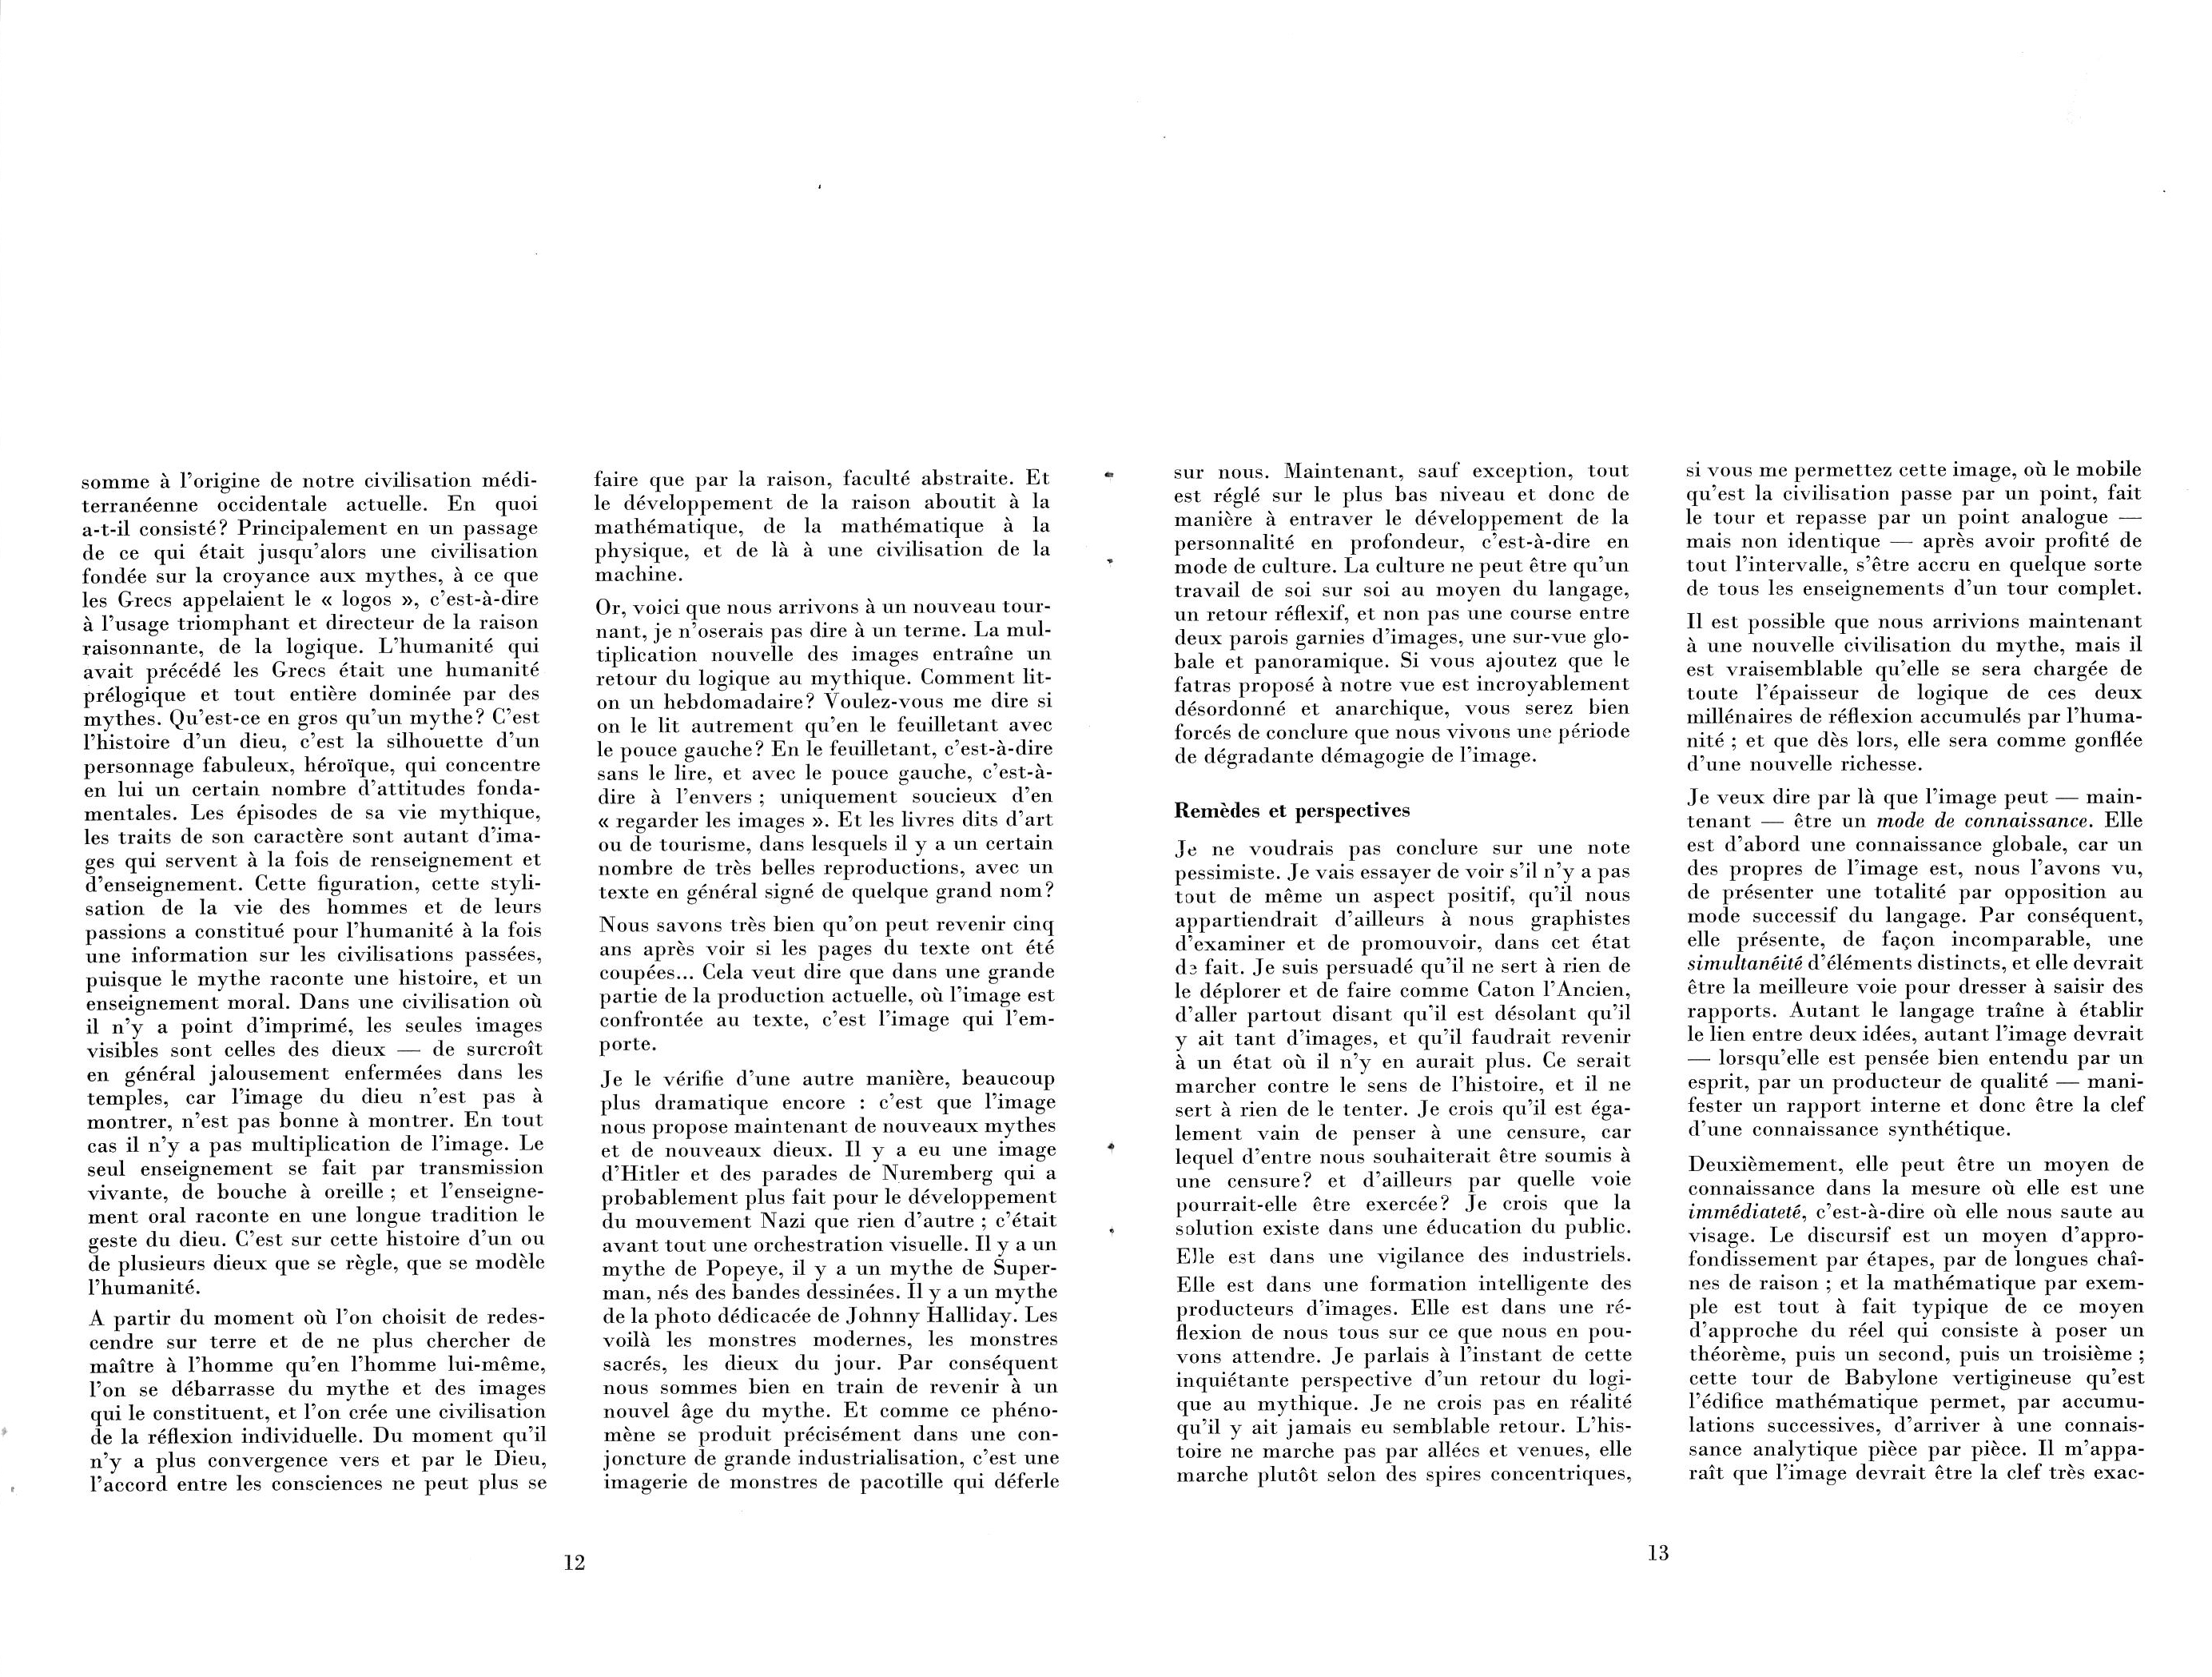 somme à l'origine de notre civilisation médi-
terranéenne occidentale actuelle. En quoi
a-t-il consisté? Principalement en un passage
de ce qui était jusqu'alors une civilisation
fondée sur la croyance aux mythes, à ce que
les Grecs appelaient le « logos », c'est-à-dire
à l'usage triomphant et directeur de la raison
raisonnante, de la logique. L'humanité qui
avait précédé les Grecs était une humanité
prélogique et tout entière dominée par des
mythes. Qu'est-ce en gros qu'un mythe? C'est
l'histoire d'un dieu, c'est la silhouette d'un
personnage fabuleux, héroïque, qui concentre
en lui un certain nombre d'attitudes fonda-
mentales. Les épisodes de sa vie mythique,
les traits de son caractère sont autant d'ima-
ges qui servent à la fois de renseignement et
d'enseignement. Cette figuration, cette styli-
sation de la vie des hommes et de leurs
passions a constitué pour l'humanité à la fois
une information sur les civilisations passées,
puisque le mythe raconte une histoire, et un
enseignement moral. Dans une civilisation où
il n'y a point d'imprimé, les seules images
visibles sont celles des dieux — de surcroît
en général jalousement enfermées dans les
temples, car l'image du dieu n'est pas à
montrer, n'est pas bonne à montrer. En tout
cas il n'y a pas multiplication de l'image. Le
seul enseignement se fait par transmission
vivante, de bouche à oreille ; et l'enseigne-
ment oral raconte en une longue tradition le
geste du dieu. C'est sur cette histoire d'un ou
de plusieurs dieux que se règle, que se modèle
l'humanité.
A partir du moment où l'on choisit de redes-
cendre sur terre et de ne plus chercher de
maître à l'homme qu'en l'homme lui-même,
l'on se débarrasse du mythe et des images
qui le constituent, et l'on crée une civilisation
de la réflexion individuelle. Du moment qu'il
n'y a plus convergence vers et par le Dieu,
l'accord entre les consciences ne peut plus se
faire que par la raison, faculté abstraite. Et
le développement de la raison aboutit à la
mathématique, de la mathématique à la
physique, et de là à une civilisation de la
machine.
Or, voici que nous arrivons à un nouveau tour-
nant, je n'oserais pas dire à un terme. La mul-
tiplication nouvelle des images entraîne un
retour du logique au mythique. Comment lit-
on un hebdomadaire? Voulez-vous me dire si
on le lit autrement qu'en le feuilletant avec
le pouce gauche? En le feuilletant, c'est-à-dire
sans le lire, et avec le pouce gauche, c'est-à-
dire à l'envers ; uniquement soucieux d'en
« regarder les images ». Et les livres dits d'art
ou de tourisme, dans lesquels il y a un certain
nombre de très belles reproductions, avec un
texte en général signé de quelque grand nom?
Nous savons très bien qu'on peut revenir cinq
ans après voir si les pages du texte ont été
coupées... Cela veut dire que dans une grande
partie de la production actuelle, où l'image est
confrontée au texte, c'est l'image qui l'em-
porte.
Je le vérifie d'une autre manière, beaucoup
plus dramatique encore : c'est que l'image
nous propose maintenant de nouveaux mythes
et de nouveaux dieux. Il y a eu une image
d'Hitler et des parades de Nuremberg qui a
probablement plus fait pour le développement
du mouvement Nazi que rien d'autre ; c'était
avant tout une orchestration visuelle. Il y a un
mythe de Popeye, il y a un mythe de Super-
man, nés des bandes dessinées. Il y a un mythe
de la photo dédicacée de Johnny Halliday. Les
voilà les monstres modernes, les monstres
sacrés, les dieux du jour. Par conséquent
nous sommes bien en train de revenir à un
nouvel âge du mythe. Et comme ce phéno-
mène se produit précisément dans une con-
joncture de grande industrialisation, c'est une
imagerie de monstres de pacotille qui déferle
12
sur nous. Maintenant, sauf exception, tout
est réglé sur le plus bas niveau et donc de
manière à entraver le développement de la
personnalité en profondeur, c'est-à-dire en
mode de culture. La culture ne peut être qu'un
travail de soi sur soi au moyen du langage,
un retour réflexif, et non pas une course entre
deux parois garnies d'images, une sur-vue glo-
bale et panoramique. Si vous ajoutez que le
fatras proposé à notre vue est incroyablement
désordonné et anarchique, vous serez bien
forcés de conclure que nous vivons une période
de dégradante démagogie de l'image.
Remèdes et perspectives
Je ne voudrais pas conclure sur une note
pessimiste. Je vais essayer de voir s'il n'y a pas
tout de même un aspect positif, qu'il nous
appartiendrait d'ailleurs à nous graphistes
d'examiner et de promouvoir, dans cet état
de fait. Je suis persuadé qu'il ne sert à rien de
le déplorer et de faire comme Caton l'Ancien,
d'aller partout disant qu'il est désolant qu'il
y ait tant d'images, et qu'il faudrait revenir
à un état où il n'y en aurait plus. Ce serait
marcher contre le sens de l'histoire, et il ne
sert à rien de le tenter. Je crois qu'il est éga-
lement vain de penser à une censure, car
lequel d'entre nous souhaiterait être soumis à
une censure? et d'ailleurs par quelle voie
pourrait-elle être exercée? Je crois que la
solution existe dans une éducation du public.
Elle est dans une vigilance des industriels.
Elle est dans une formation intelligente des
producteurs d'images. Elle est dans une ré-
flexion de nous tous sur ce que nous en pou-
vons attendre. Je parlais à l'instant de cette
inquiétante perspective d'un retour du logi-
que au mythique. Je ne crois pas en réalité
qu'il y ait jamais eu semblable retour. L'his-
toire ne marche pas par allées et venues, elle
marche plutôt selon des spires concentriques,
si vous me permettez cette image, où le mobile
qu'est la civilisation passe par un point, fait
le tour et repasse par un point analogue —
mais non identique — après avoir profité de
tout l'intervalle, s'être accru en quelque sorte
de tous les enseignements d'un tour complet.
Il est possible que nous arrivions maintenant
à une nouvelle civilisation du mythe, mais il
est vraisemblable qu'elle se sera chargée de
toute l'épaisseur de logique de ces deux
millénaires de réflexion accumulés par l'huma-
nité ; et que dès lors, elle sera comme gonflée
d'une nouvelle richesse.
Je veux dire par là que l'image peut — main-
tenant — être un mode de connaissance. Elle
est d'abord une connaissance globale, car un
des propres de l'image est, nous l'avons vu,
de présenter une totalité par opposition au
mode successif du langage. Par conséquent,
elle présente, de façon incomparable, une
simultanéité d'éléments distincts, et elle devrait
être la meilleure voie pour dresser à saisir des
rapports. Autant le langage traîne à établir
le lien entre deux idées, autant l'image devrait
— lorsqu'elle est pensée bien entendu par un
esprit, par un producteur de qualité — mani-
fester un rapport interne et donc être la clef
d'une connaissance synthétique.
Deuxièmement, elle peut être un moyen de
connaissance dans la mesure où elle est une
immédiateté, c'est-à-dire où elle nous saute au
visage. Le discursif est un moyen d'appro-
fondissement par étapes, par de longues chaî-
nes de raison ; et la mathématique par exem-
ple est tout à fait typique de ce moyen
d'approche du réel qui consiste à poser un
théorème, puis un second, puis un troisième ;
cette tour de Babylone vertigineuse qu'est
l'édifice mathématique permet, par accumu-
lations successives, d'arriver à une connais-
sance analytique pièce par pièce. Il m'appa-
raît que l'image devrait être la clef très exac-
13